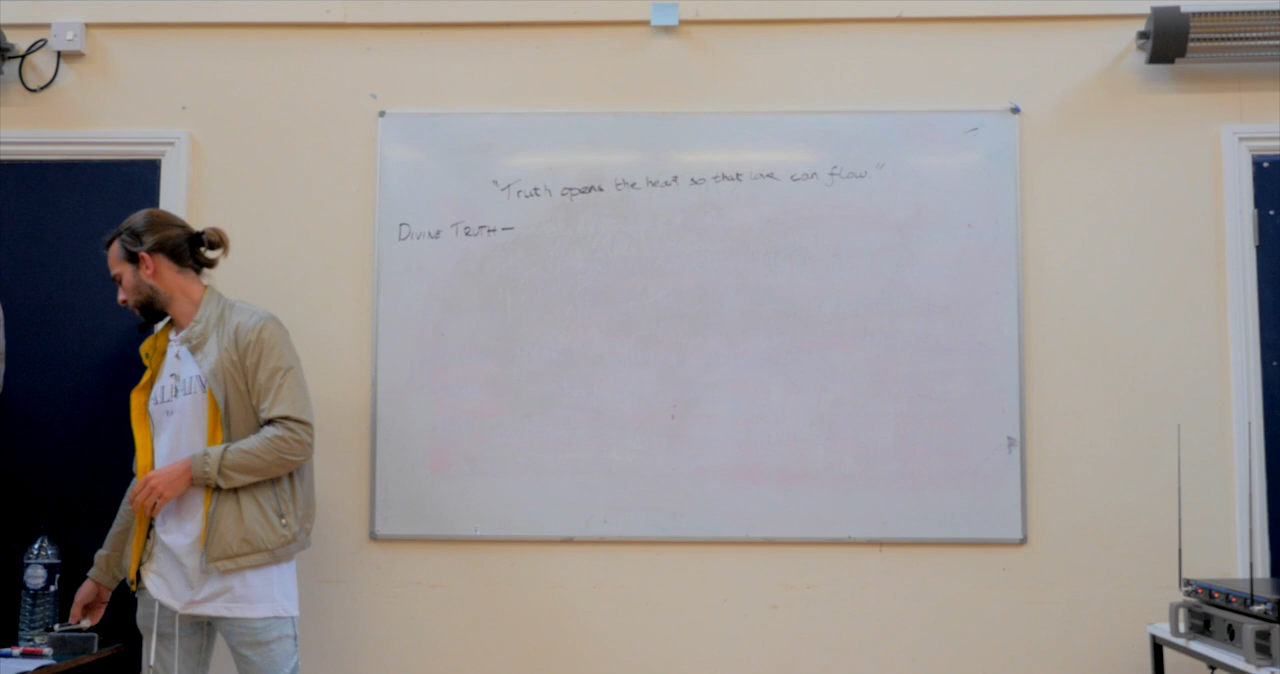 "Truth opens the heart so that love can flow."
DIVINE TRUTH —